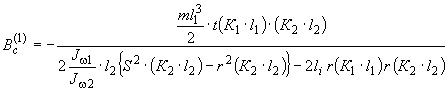 B_c^{(1)} = -\frac{\frac{ml_1^3}{2} \cdot t(K_1 \cdot l_1) \cdot (K_2 \cdot l_2)}{2\frac{J_{\omega 1}}{J_{\omega 2}} \cdot l_2 \{S^2 \cdot (K_2 \cdot l_2) - r^2(K_2 \cdot l_2)\} - 2l_i r(K_1 \cdot l_1) r(K_2 \cdot l_2)}